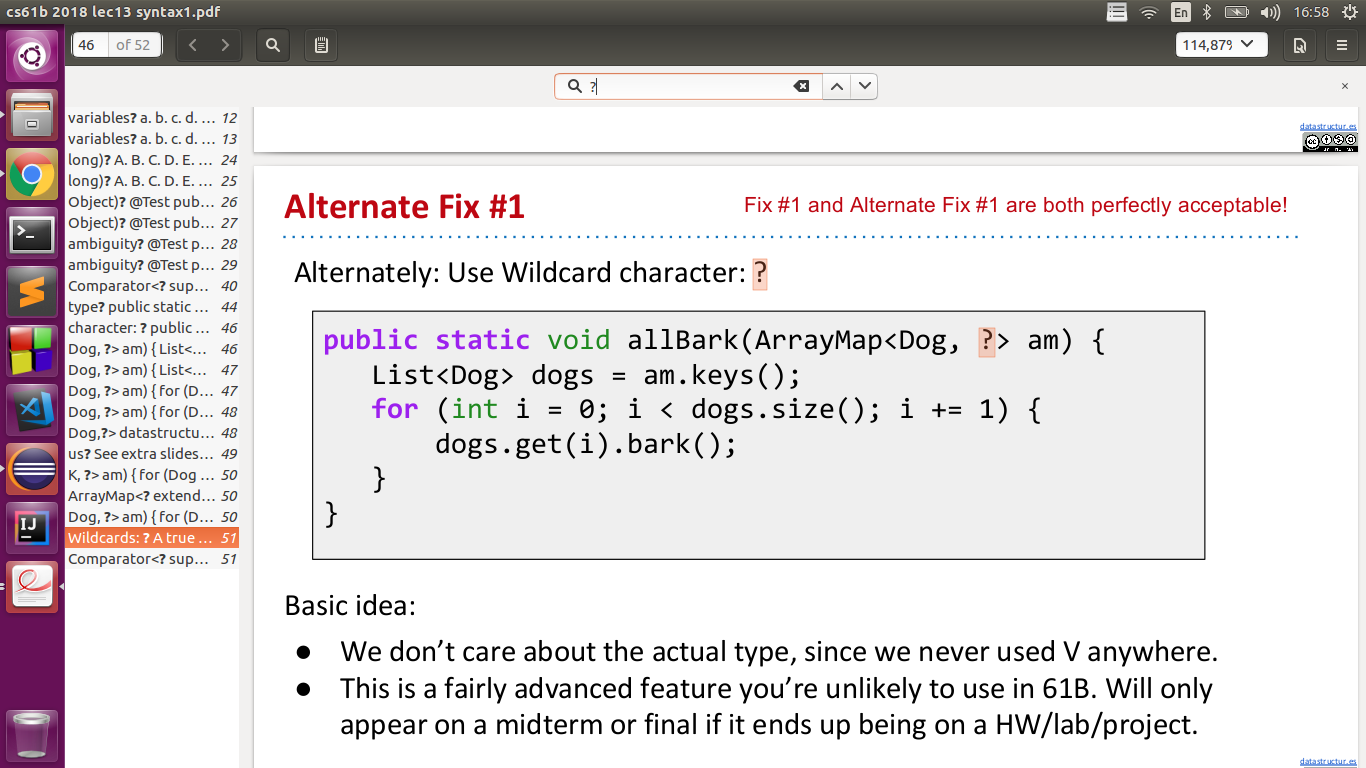 cs61b 2018 lec13 syntax1.pdf
En
16:58
46 of 52
114,87%
?
variables? a. b. c. d. … 12
variables? a. b. c. d. … 13
long)? A. B. C. D. E. … 24
long)? A. B. C. D. E. … 25
Object)? @Test pub… 26
Object)? @Test pub… 27
ambiguity? @Test p… 28
ambiguity? @Test p… 29
Comparator<? sup… 40
type? public static … 44
character: ? public … 46
Dog, ?> am) { List<… 46
Dog, ?> am) { List<… 47
Dog, ?> am) { for (D… 47
Dog, ?> am) { for (D… 48
Dog,?> datastructu… 48
us? See extra slides… 49
K, ?> am) { for (Dog … 50
ArrayMap<? extend… 50
Dog, ?> am) { for (D… 50
Wildcards: ? A true … 51
Comparator<? sup… 51
datastructur.es
Alternate Fix #1
Fix #1 and Alternate Fix #1 are both perfectly acceptable!
Alternately: Use Wildcard character: ?
public static void allBark(ArrayMap<Dog, ?> am) {
List<Dog> dogs = am.keys();
for (int i = 0; i < dogs.size(); i += 1) {
dogs.get(i).bark();
}
}
Basic idea:
● We don’t care about the actual type, since we never used V anywhere.
● This is a fairly advanced feature you’re unlikely to use in 61B. Will only
appear on a midterm or final if it ends up being on a HW/lab/project.
datastructur.es
IJ